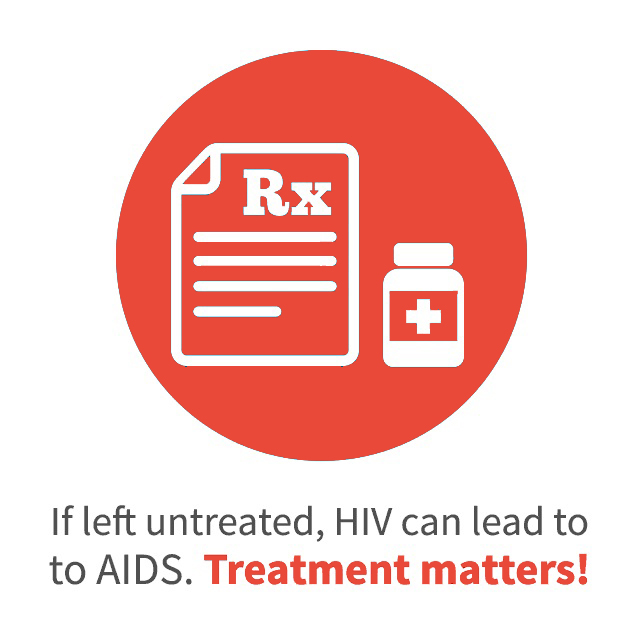 Rx
If left untreated, HIV can lead to
to AIDS. Treatment matters!